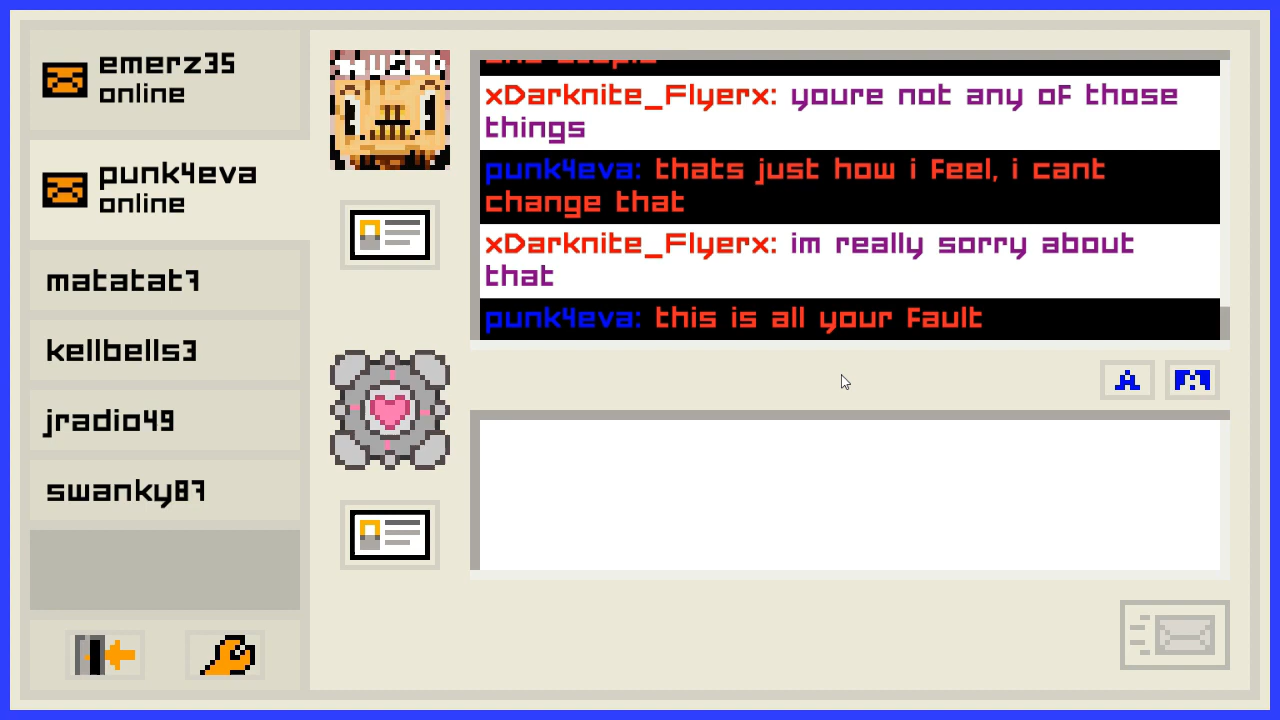 emerz35
online
punk4eva
online
matatat7
kellbells3
jradio49
swanky87
xDarknite_Flyerx: youre not any of those
things
punk4eva: thats just how i feel, i cant
change that
xDarknite_Flyerx: im really sorry about
that
punk4eva: this is all your fault
A